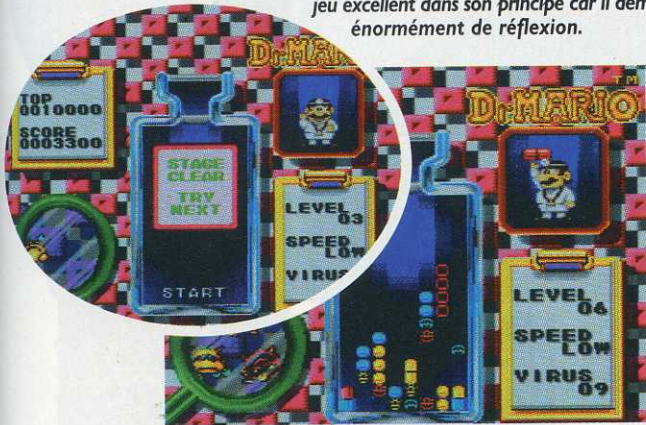 jeu excellent dans son principe car il dem
énormément de réflexion.
TOP
0010000
SCORE
0003300
DR.MAR
STAGE
CLEAR
TRY
NEXT
START
LEVEL
03
SPEED
LOW
VIRUS
DR.MARIO
TM
LEVEL
06
SPEED
LOW
VIRUS
09